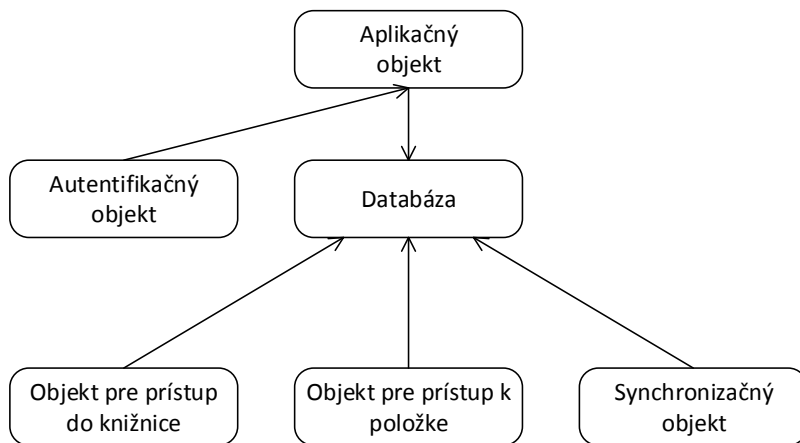 Aplikačný
objekt
Autentifikačný
objekt
Databáza
Objekt pre prístup
do knižnice
Objekt pre prístup k
položke
Synchronizačný
objekt